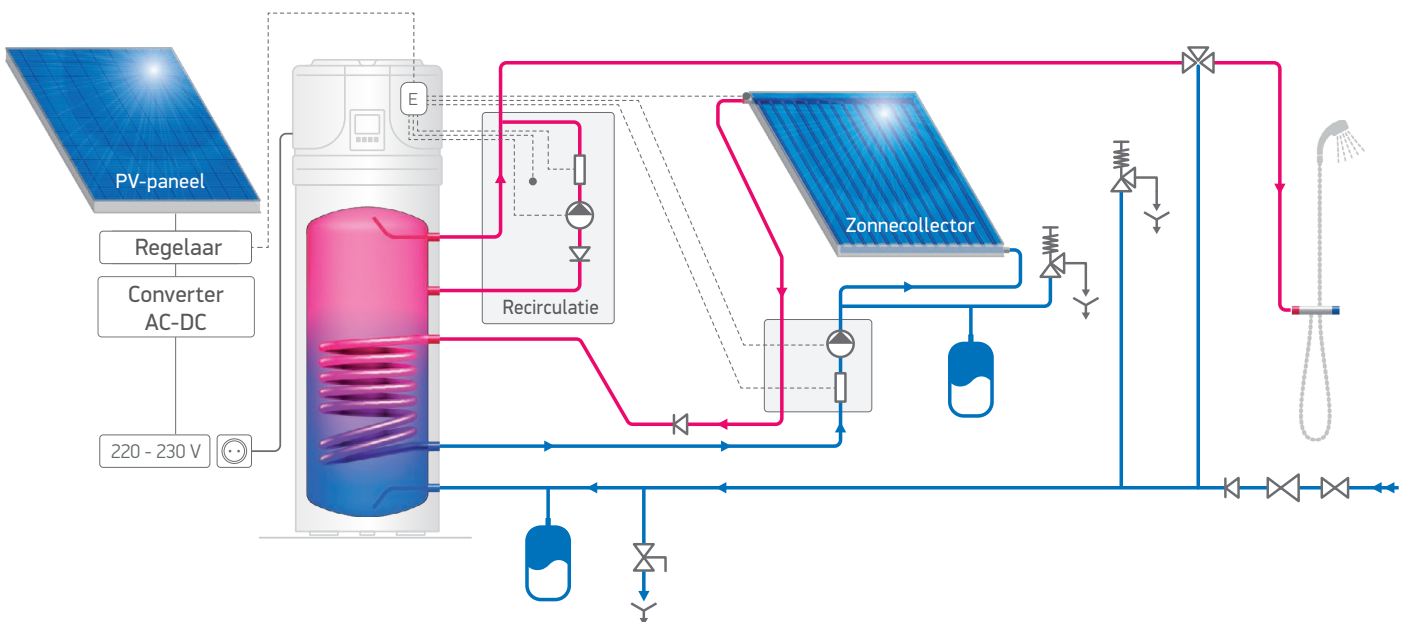 E
PV-paneel
Zonnecollector
Regelaar
Converter
AC-DC
Recirculatie
220 - 230 V